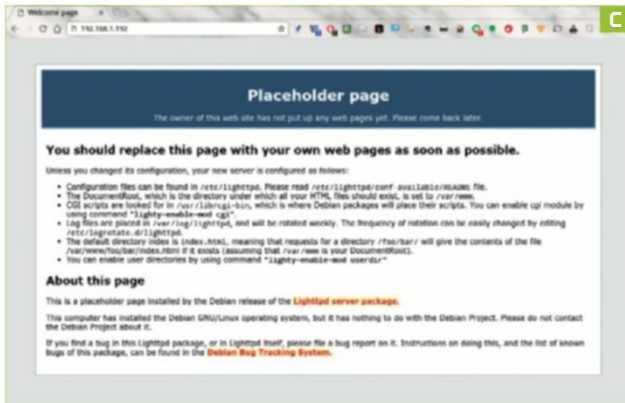 Welcome page
192.168.1.192
C
Placeholder page
The owner of this web site has not put up any web pages yet. Please come back later.
You should replace this page with your own web pages as soon as possible.
Unless you changed its configuration, your new server is configured as follows:
• Configuration files can be found in /etc/lighttpd. Please read /etc/lighttpd/conf-available/README file.
• The DocumentRoot, which is the directory under which all your HTML files should exist, is set to /var/www.
• CGI scripts are looked for in /usr/lib/cgi-bin, which is where Debian packages will place their scripts. You can enable cgi module by
using command "lighty-enable-mod cgi".
• Log files are placed in /var/log/lighttpd, and will be rotated weekly. The frequency of rotation can be easily changed by editing
/etc/logrotate.d/lighttpd.
• The default directory index is index.html, meaning that requests for a directory /foo/bar/ will give the contents of the file
/var/www/foo/bar/index.html if it exists (assuming that /var/www is your DocumentRoot).
• You can enable user directories by using command "lighty-enable-mod userdir"
About this page
This is a placeholder page installed by the Debian release of the Lighttpd server package.
This computer has installed the Debian GNU/Linux operating system, but it has nothing to do with the Debian Project. Please do not contact
the Debian Project about it.
If you find a bug in this Lighttpd package, or in Lighttpd itself, please file a bug report on it. Instructions on doing this, and the list of known
bugs of this package, can be found in the Debian Bug Tracking System.